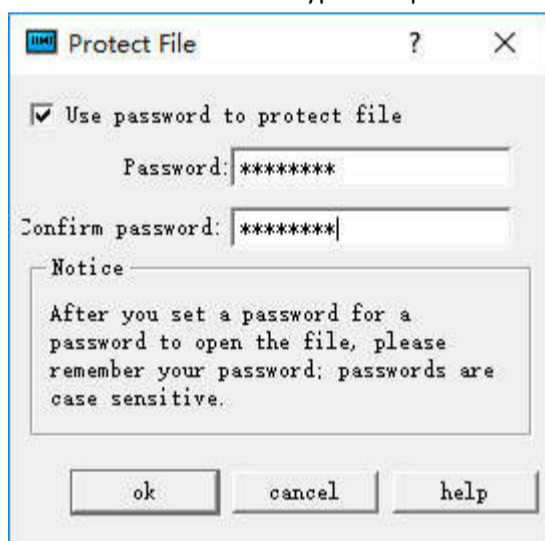 Protect File ? ×
Use password to protect file
Password: ********
Confirm password: ********
Notice
After you set a password for a
password to open the file, please
remember your password; passwords are
case sensitive.
ok cancel help